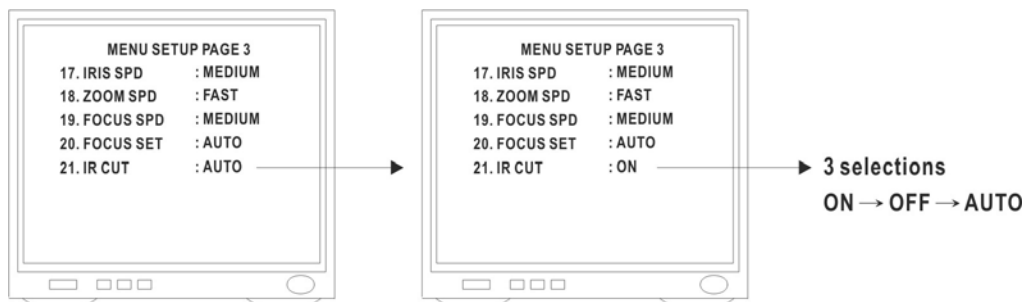 MENU SETUP PAGE 3
17. IRIS SPD : MEDIUM
18. ZOOM SPD : FAST
19. FOCUS SPD : MEDIUM
20. FOCUS SET : AUTO
21. IR CUT : AUTO
MENU SETUP PAGE 3
17. IRIS SPD : MEDIUM
18. ZOOM SPD : FAST
19. FOCUS SPD : MEDIUM
20. FOCUS SET : AUTO
21. IR CUT : ON
3 selections
ON → OFF → AUTO